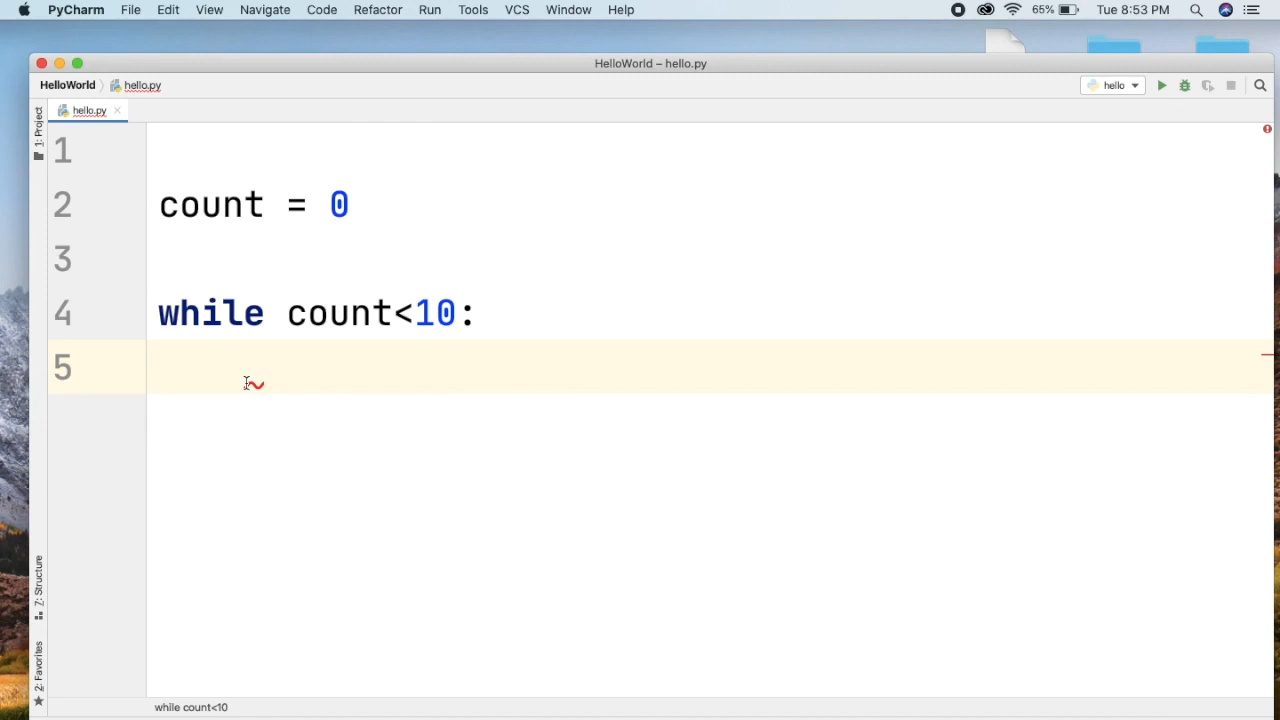 PyCharm File Edit View Navigate Code Refactor Run Tools VCS Window Help 65% Tue 8:53 PM
HelloWorld – hello.py
HelloWorld hello.py hello
hello.py
1: Project
1
2 count = 0
3
4 while count<10:
5
Z: Structure
2: Favorites
while count<10